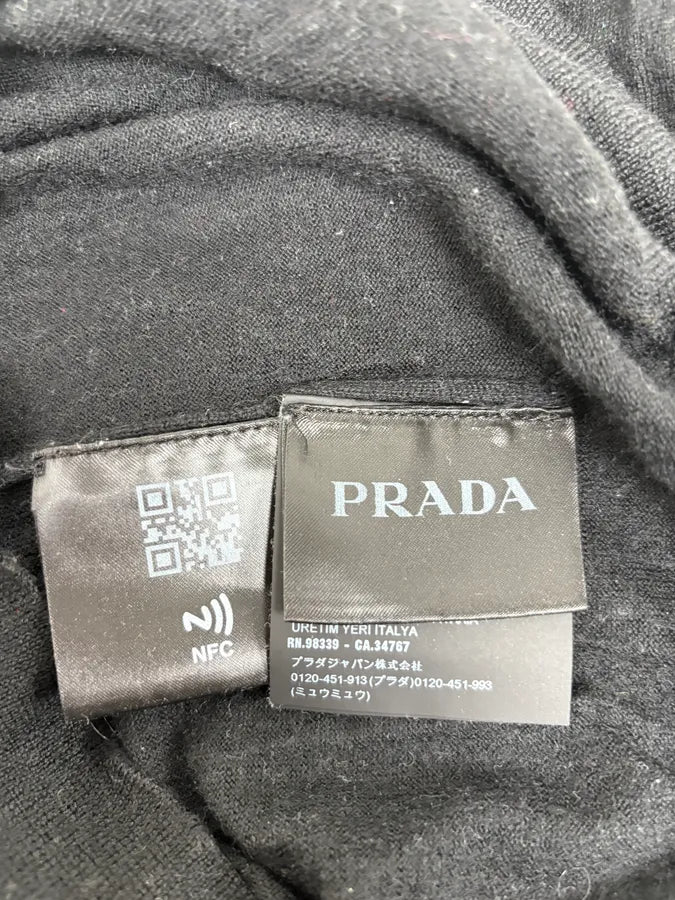 PRADA
NFC
URETIM YERI ITALYA
RN.98339 - CA.34767
プラダジャパン株式会社
0120-451-913(プラダ)0120-451-993
(ミュウミュウ)